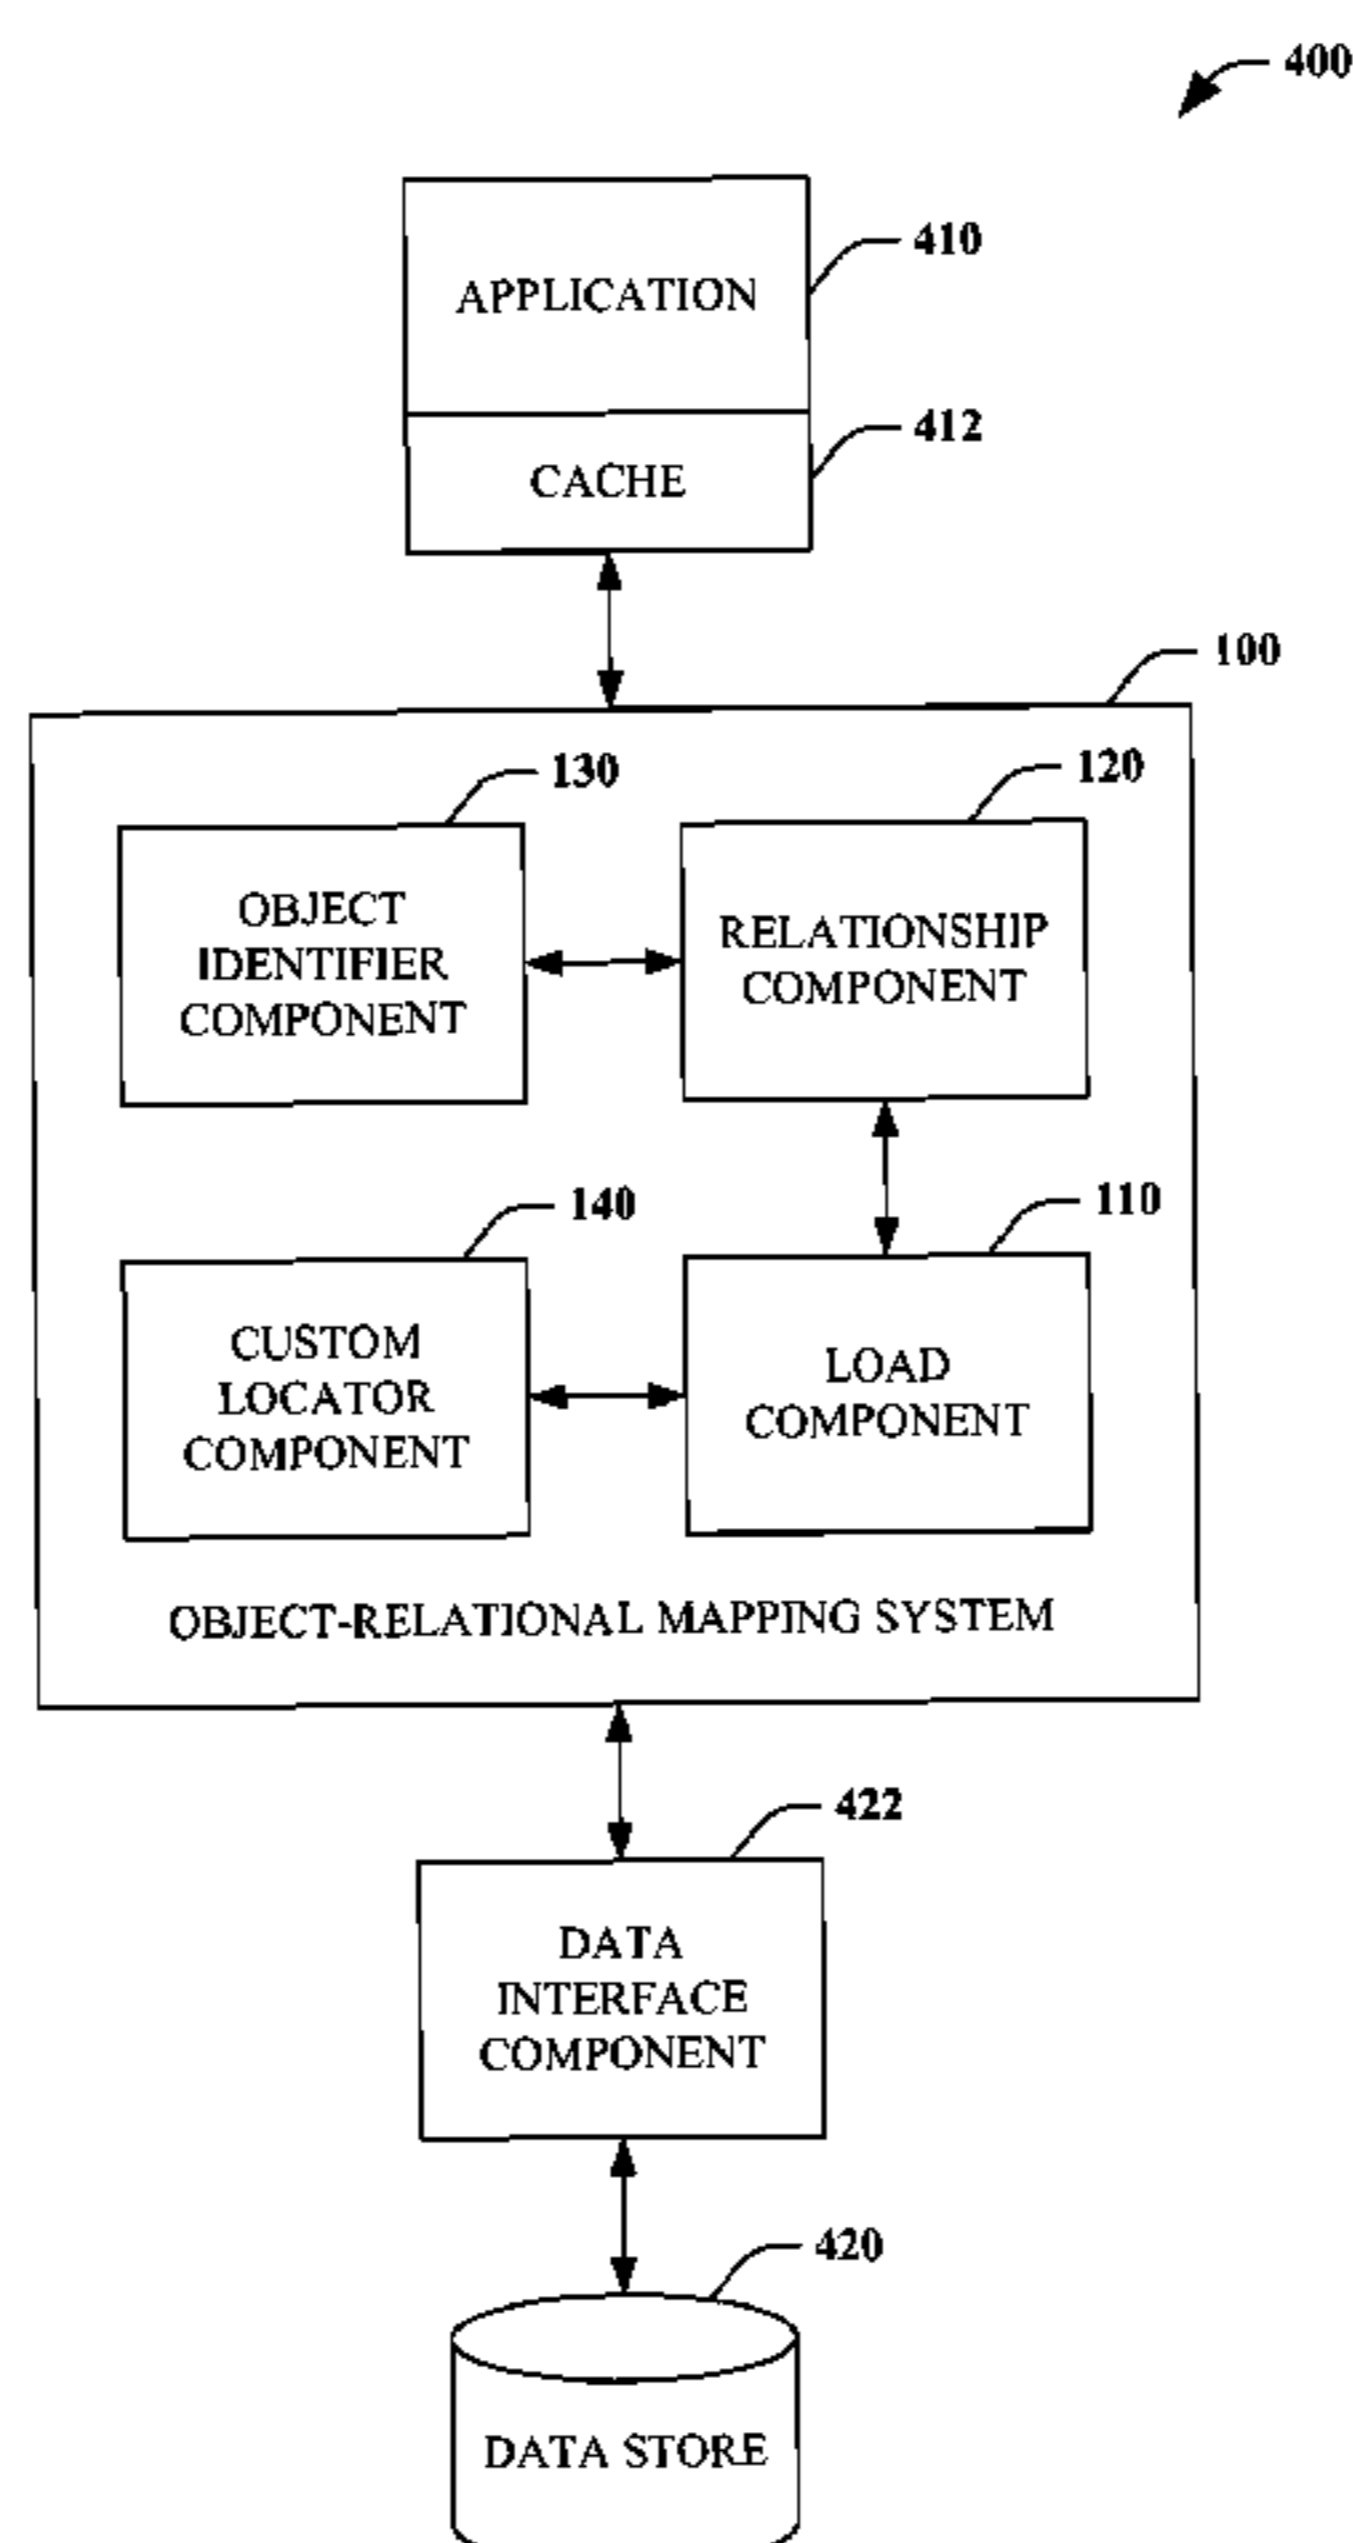 400
410
APPLICATION
412
CACHE
100
130
120
OBJECT
IDENTIFIER
COMPONENT
RELATIONSHIP
COMPONENT
140
110
CUSTOM
LOCATOR
COMPONENT
LOAD
COMPONENT
OBJECT-RELATIONAL MAPPING SYSTEM
422
DATA
INTERFACE
COMPONENT
420
DATA STORE